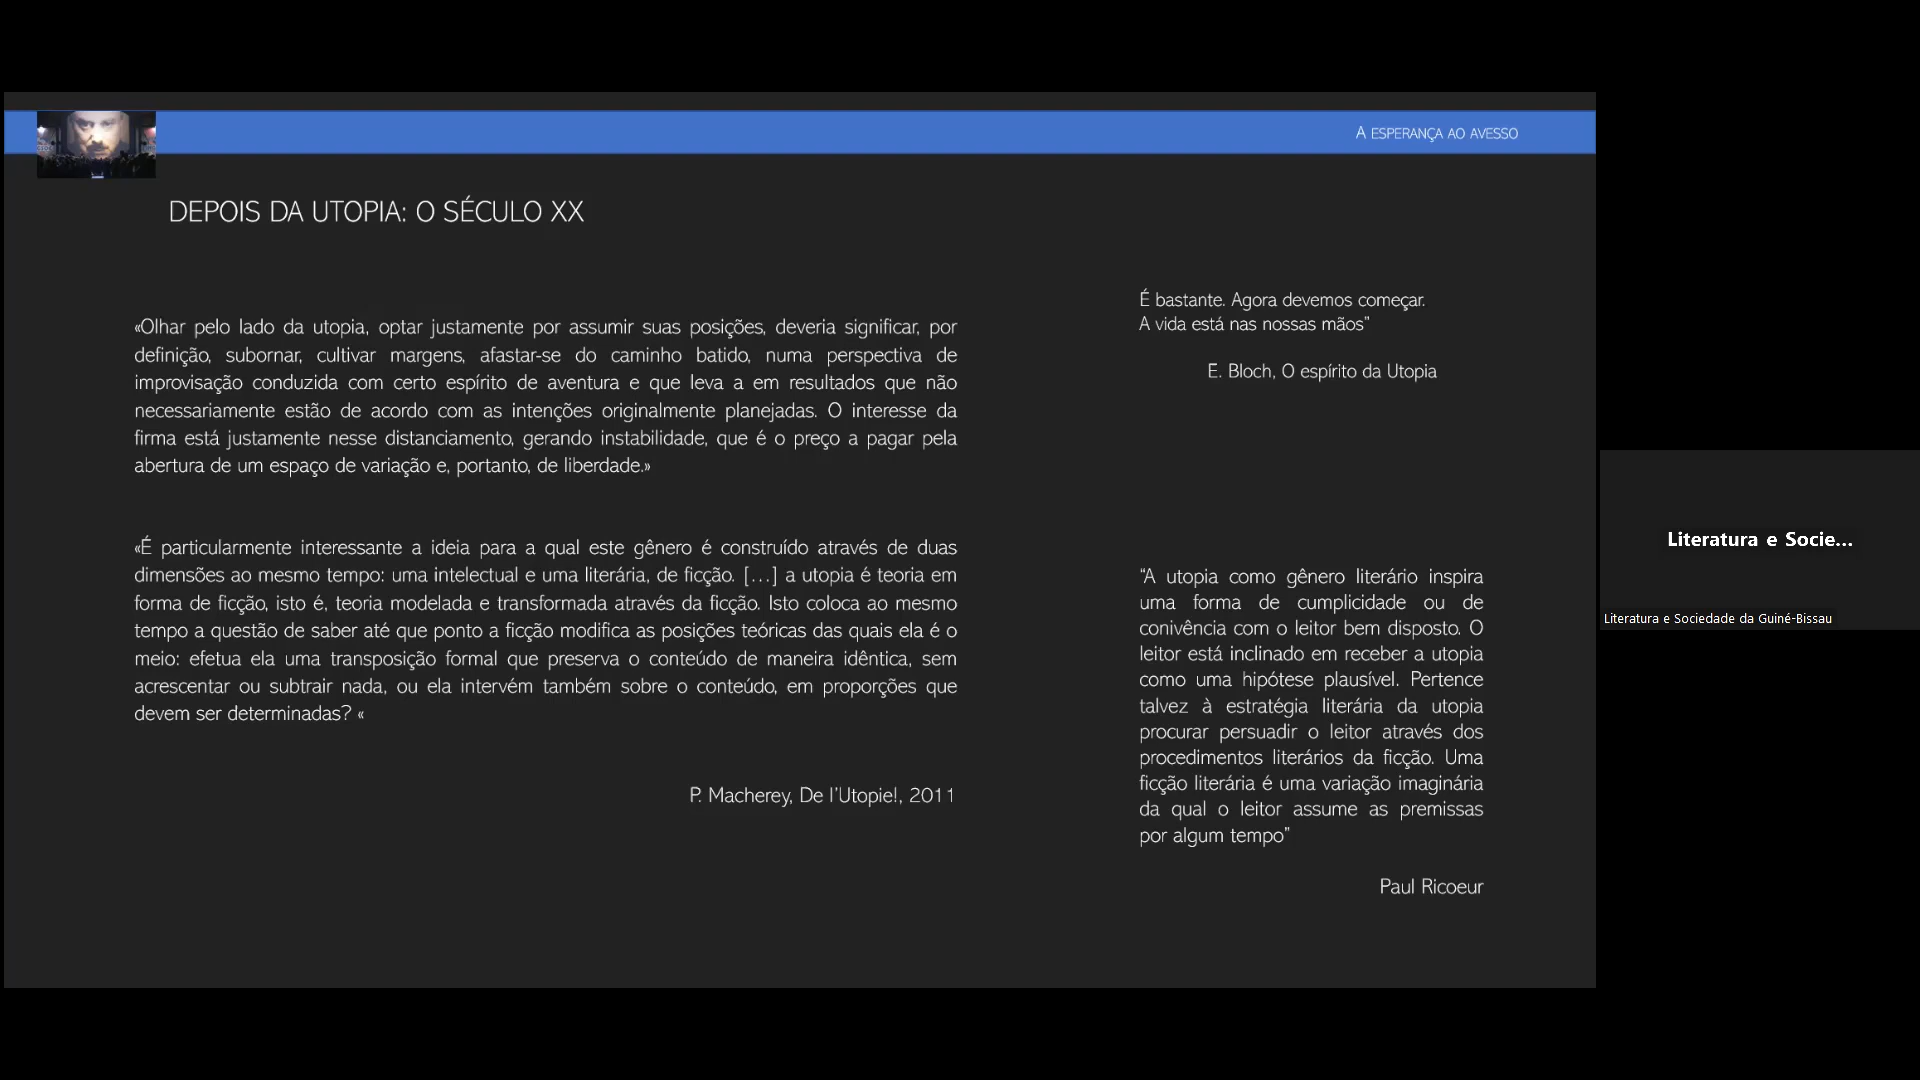 A ESPERANÇA AO AVESSO
DEPOIS DA UTOPIA: O SÉCULO XX
«Olhar pelo lado da utopia, optar justamente por assumir suas posições, deveria significar, por
definição, subornar, cultivar margens, afastar-se do caminho batido, numa perspectiva de
improvisação conduzida com certo espírito de aventura e que leva a em resultados que não
necessariamente estão de acordo com as intenções originalmente planejadas. O interesse da
firma está justamente nesse distanciamento, gerando instabilidade, que é o preço a pagar pela
abertura de um espaço de variação e, portanto, de liberdade.»
«É particularmente interessante a ideia para a qual este gênero é construído através de duas
dimensões ao mesmo tempo: uma intelectual e uma literária, de ficção. […] a utopia é teoria em
forma de ficção, isto é, teoria modelada e transformada através da ficção. Isto coloca ao mesmo
tempo a questão de saber até que ponto a ficção modifica as posições teóricas das quais ela é o
meio: efetua ela uma transposição formal que preserva o conteúdo de maneira idêntica, sem
acrescentar ou subtrair nada, ou ela intervém também sobre o conteúdo, em proporções que
devem ser determinadas? «
P. Macherey, De l'Utopie!, 2011
É bastante. Agora devemos começar.
A vida está nas nossas mãos”
E. Bloch, O espírito da Utopia
“A utopia como gênero literário inspira
uma forma de cumplicidade ou de
conivência com o leitor bem disposto. O
leitor está inclinado em receber a utopia
como uma hipótese plausível. Pertence
talvez à estratégia literária da utopia
procurar persuadir o leitor através dos
procedimentos literários da ficção. Uma
ficção literária é uma variação imaginária
da qual o leitor assume as premissas
por algum tempo”
Paul Ricoeur
Literatura e Socie...
Literatura e Sociedade da Guiné-Bissau